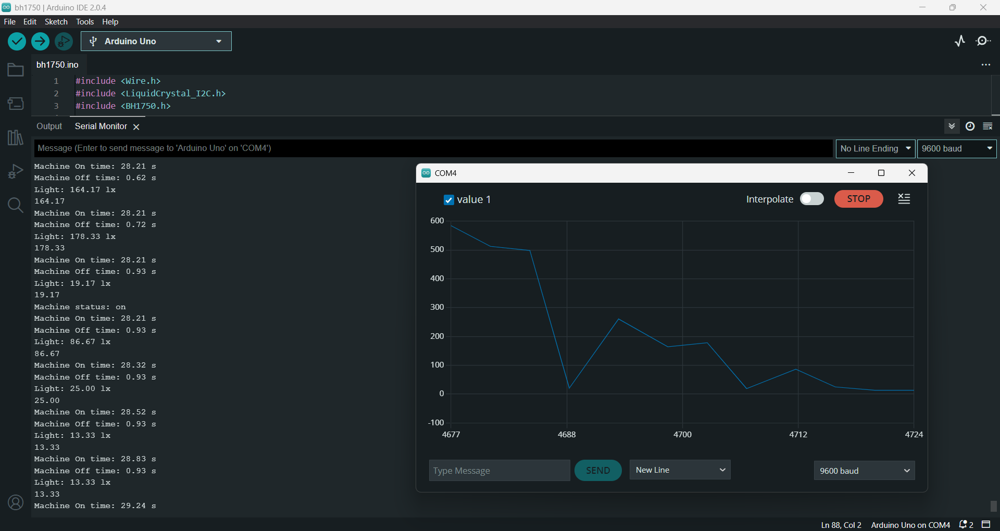 bh1750 | Arduino IDE 2.0.4
File Edit Sketch Tools Help
Arduino Uno
bh1750.ino
1 #include <Wire.h>
2 #include <LiquidCrystal_I2C.h>
3 #include <BH1750.h>
Output Serial Monitor
Message (Enter to send message to 'Arduino Uno' on 'COM4')
No Line Ending 9600 baud
Machine On time: 28.21 s
Machine Off time: 0.62 s
Light: 164.17 lx
164.17
Machine On time: 28.21 s
Machine Off time: 0.72 s
Light: 178.33 lx
178.33
Machine On time: 28.21 s
Machine Off time: 0.93 s
Light: 19.17 lx
19.17
Machine status: on
Machine On time: 28.21 s
Machine Off time: 0.93 s
Light: 86.67 lx
86.67
Machine On time: 28.32 s
Machine Off time: 0.93 s
Light: 25.00 lx
25.00
Machine On time: 28.52 s
Machine Off time: 0.93 s
Light: 13.33 lx
13.33
Machine On time: 28.83 s
Machine Off time: 0.93 s
Light: 13.33 lx
13.33
Machine On time: 29.24 s
COM4
value 1
Interpolate STOP
600
500
400
300
200
100
0
-100
4677 4688 4700 4712 4724
Type Message SEND New Line 9600 baud
Ln 88, Col 2 Arduino Uno on COM4 2